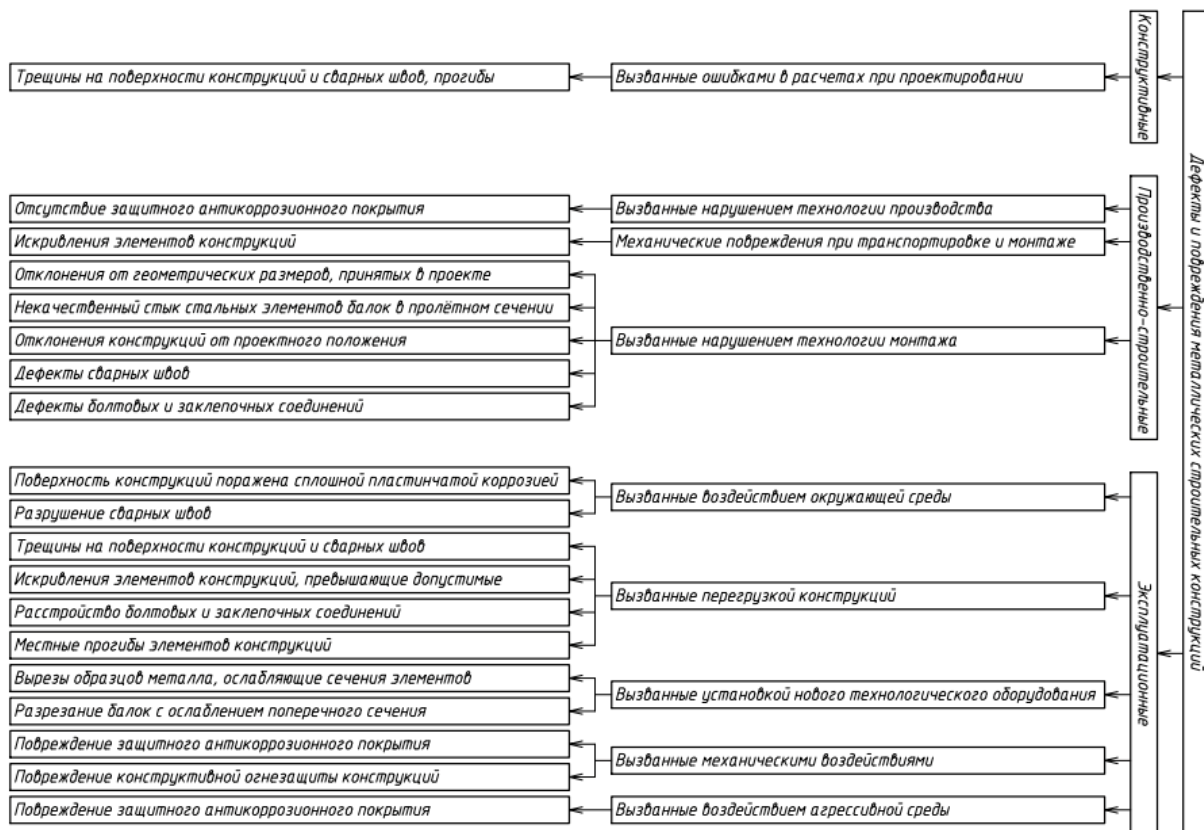 Дефекты и повреждения металлических строительных конструкций
Конструктивные
Вызванные ошибками в расчетах при проектировании
Трещины на поверхности конструкций и сварных швов, прогибы
Производственно-строительные
Вызванные нарушением технологии производства
Отсутствие защитного антикоррозионного покрытия
Механические повреждения при транспортировке и монтаже
Искривления элементов конструкций
Вызванные нарушением технологии монтажа
Отклонения от геометрических размеров, принятых в проекте
Некачественный стык стальных элементов балок в пролётном сечении
Отклонения конструкций от проектного положения
Дефекты сварных швов
Дефекты болтовых и заклепочных соединений
Эксплуатационные
Вызванные воздействием окружающей среды
Поверхность конструкций поражена сплошной пластинчатой коррозией
Разрушение сварных швов
Вызванные перегрузкой конструкций
Трещины на поверхности конструкций и сварных швов
Искривления элементов конструкций, превышающие допустимые
Расстройство болтовых и заклепочных соединений
Местные прогибы элементов конструкций
Вызванные установкой нового технологического оборудования
Вырезы образцов металла, ослабляющие сечения элементов
Разрезание балок с ослаблением поперечного сечения
Вызванные механическими воздействиями
Повреждение защитного антикоррозионного покрытия
Повреждение конструктивной огнезащиты конструкций
Вызванные воздействием агрессивной среды
Повреждение защитного антикоррозионного покрытия